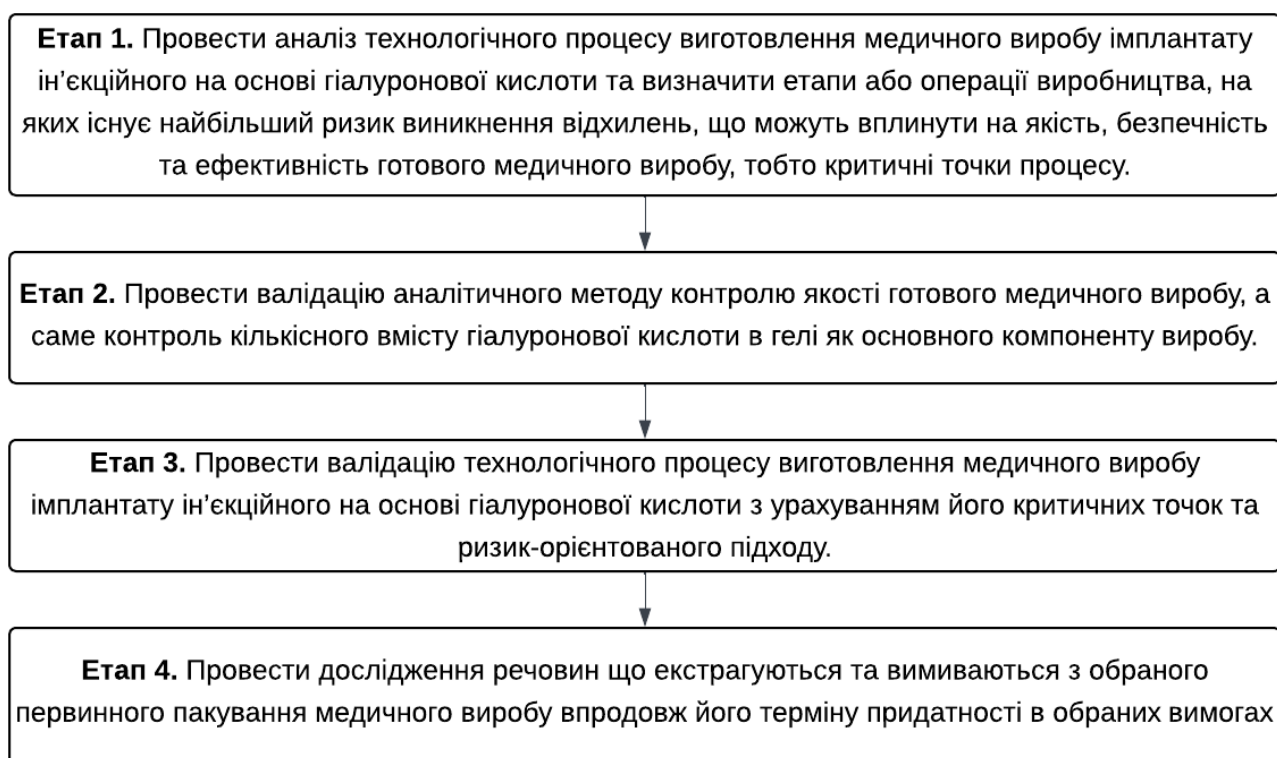 Етап 1. Провести аналіз технологічного процесу виготовлення медичного виробу імплантату
ін’єкційного на основі гіалуронової кислоти та визначити етапи або операції виробництва, на
яких існує найбільший ризик виникнення відхилень, що можуть вплинути на якість, безпечність
та ефективність готового медичного виробу, тобто критичні точки процесу.
Етап 2. Провести валідацію аналітичного методу контролю якості готового медичного виробу, а
саме контроль кількісного вмісту гіалуронової кислоти в гелі як основного компоненту виробу.
Етап 3. Провести валідацію технологічного процесу виготовлення медичного виробу
імплантату ін’єкційного на основі гіалуронової кислоти з урахуванням його критичних точок та
ризик-орієнтованого підходу.
Етап 4. Провести дослідження речовин що екстрагуються та вимиваються з обраного
первинного пакування медичного виробу впродовж його терміну придатності в обраних вимогах